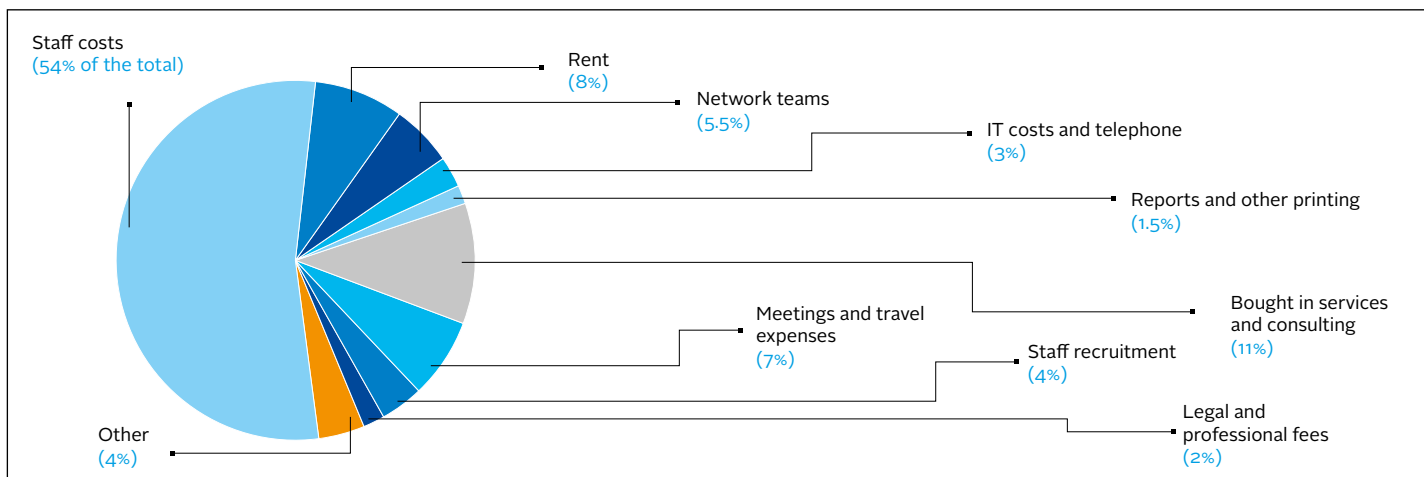 Staff costs
(54% of the total)
Rent
(8%)
Network teams
(5.5%)
IT costs and telephone
(3%)
Reports and other printing
(1.5%)
Bought in services
and consulting
(11%)
Meetings and travel
expenses
(7%)
Staff recruitment
(4%)
Legal and
professional fees
(2%)
Other
(4%)